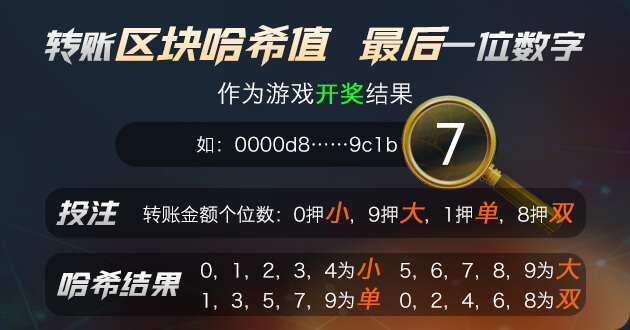 转账区块哈希值 最后一位数字
作为游戏开奖结果
如：0000d8……9c1b7
投注 转账金额个位数：0押小，9押大，1押单，8押双
哈希结果
0，1，2，3，4为小 5，6，7，8，9为大
1，3，5，7，9为单 0，2，4，6，8为双